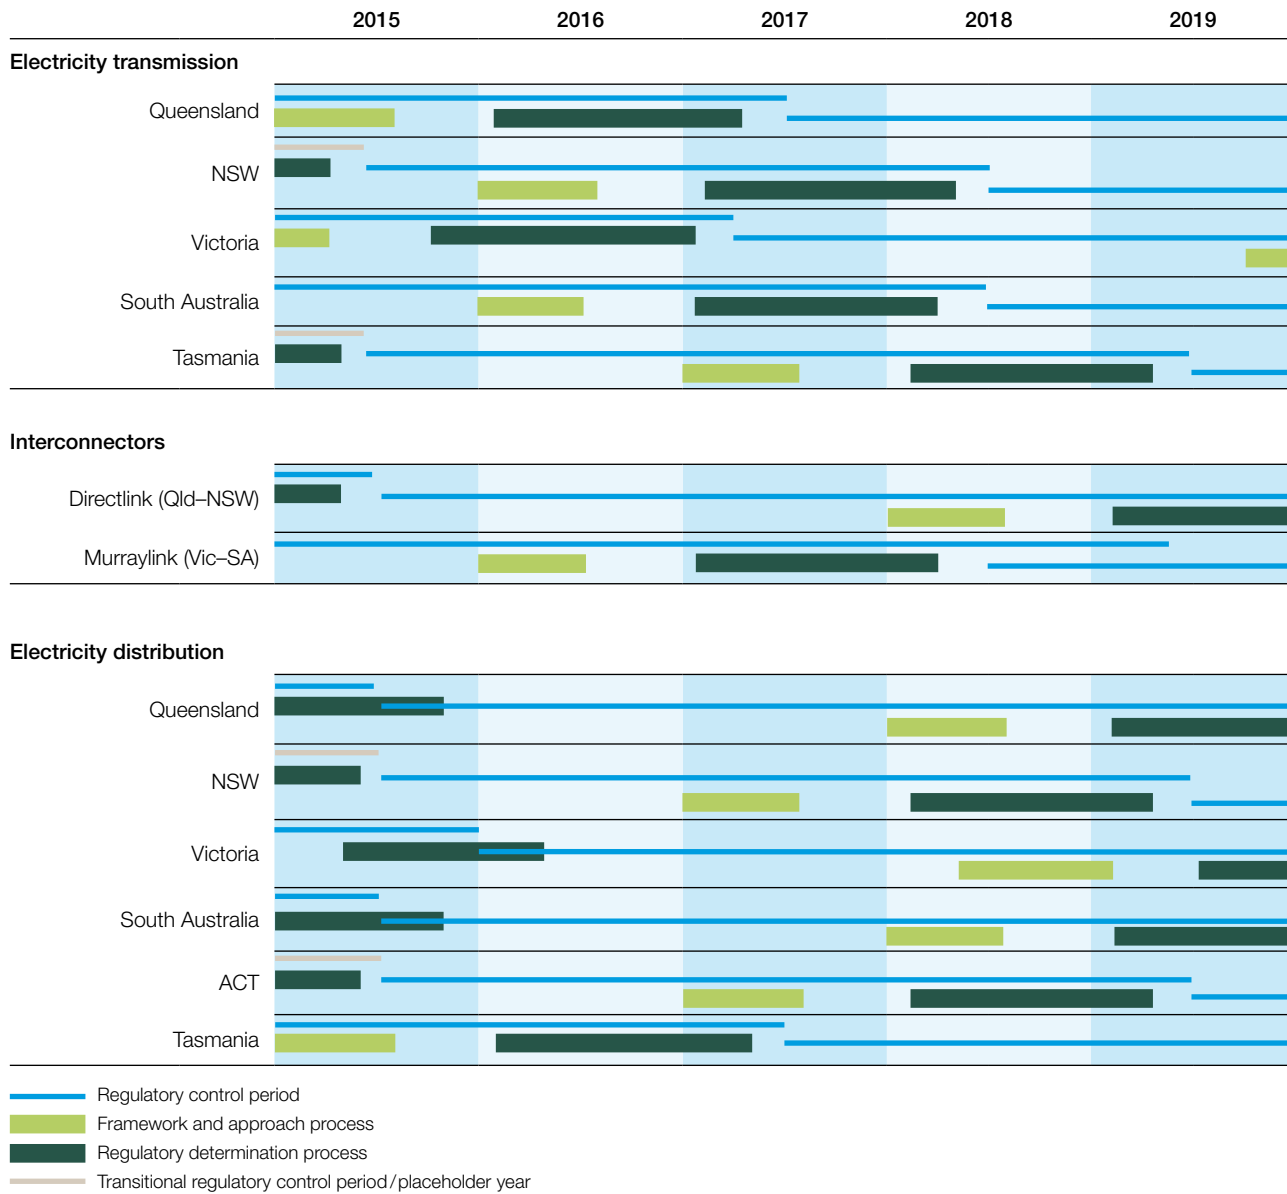 2015 2016 2017 2018 2019
Electricity transmission
Queensland
NSW
Victoria
South Australia
Tasmania
Interconnectors
Directlink (Qld–NSW)
Murraylink (Vic–SA)
Electricity distribution
Queensland
NSW
Victoria
South Australia
ACT
Tasmania
Regulatory control period
Framework and approach process
Regulatory determination process
Transitional regulatory control period/placeholder year